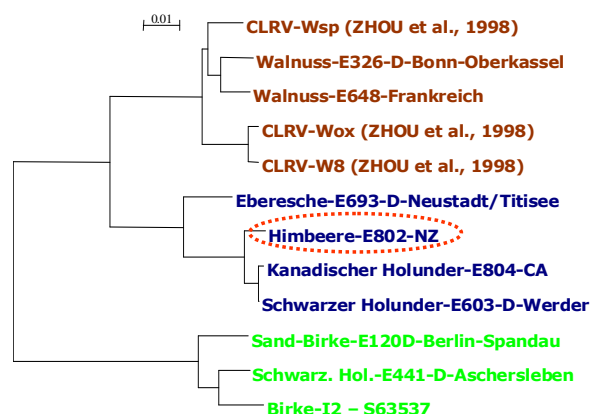 0.01
CLRV-Wsp (ZHOU et al., 1998)
Walnuss-E326-D-Bonn-Oberkassel
Walnuss-E648-Frankreich
CLRV-Wox (ZHOU et al., 1998)
CLRV-W8 (ZHOU et al., 1998)
Eberesche-E693-D-Neustadt/Titisee
Himbeere-E802-NZ
Kanadischer Holunder-E804-CA
Schwarzer Holunder-E603-D-Werder
Sand-Birke-E120D-Berlin-Spandau
Schwarz. Hol.-E441-D-Aschersleben
Birke-I2 – S63537